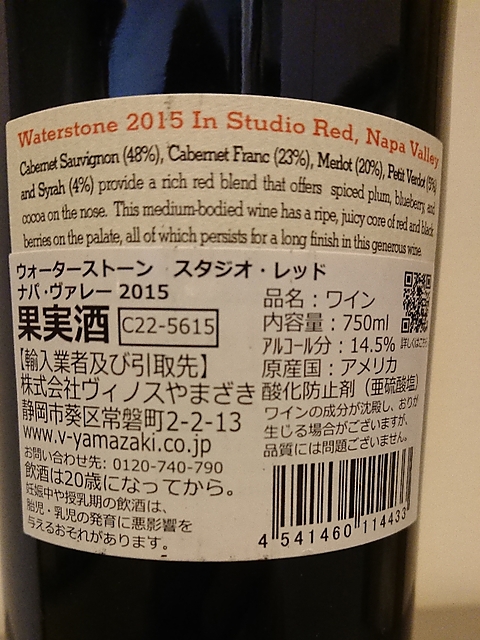 Waterstone 2015 In Studio Red, Napa Valley
Cabernet Sauvignon (48%), Cabernet Franc (23%), Merlot (20%), Petit Verdot (5%)
and Syrah (4%) provide a rich red blend that offers spiced plum, blueberry, and
cocoa on the nose. This medium-bodied wine has a ripe, juicy core of red and black
berries on the palate, all of which persists for a long finish in this generous wine.
ウォーターストーン スタジオ・レッド
ナパ・ヴァレー 2015
果実酒 C22-5615
【輸入業者及び引取先】
株式会社ヴィノスやまざき
静岡市葵区常磐町2-2-13
www.v-yamazaki.co.jp
お問い合わせ先: 0120-740-790
飲酒は20歳になってから。
妊娠中や授乳期の飲酒は、
胎児・乳児の発育に悪影響を
与えるおそれがあります。
品名：ワイン
内容量：750ml
アルコール分：14.5%
詳しくはこちら
原産国：アメリカ
酸化防止剤（亜硫酸塩）
ワインの成分が沈殿し、おりが
生じる場合がございますが、
品質には問題ございません。
4 541460 114433